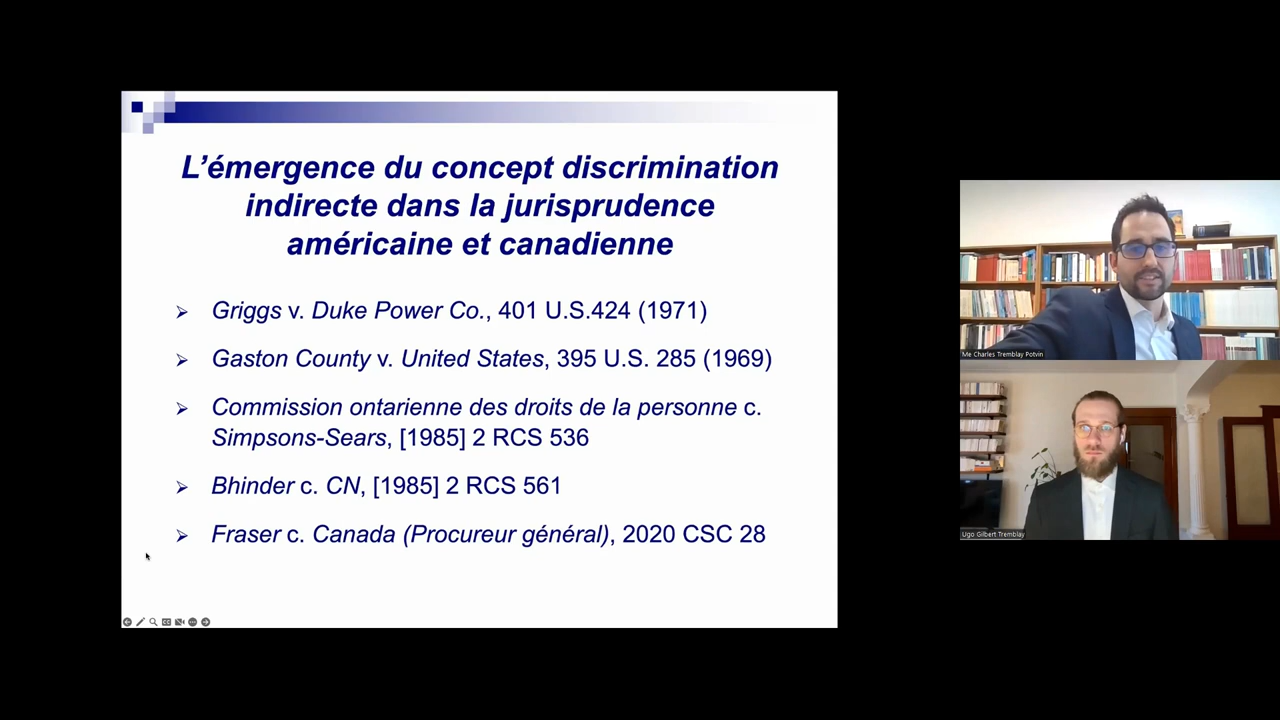 L'émergence du concept discrimination
indirecte dans la jurisprudence
américaine et canadienne
Griggs v. Duke Power Co., 401 U.S.424 (1971)
Gaston County v. United States, 395 U.S. 285 (1969)
Commission ontarienne des droits de la personne c.
Simpsons-Sears, [1985] 2 RCS 536
Bhinder c. CN, [1985] 2 RCS 561
Fraser c. Canada (Procureur général), 2020 CSC 28
Me Charles Tremblay Potvin
Ugo Gilbert Tremblay